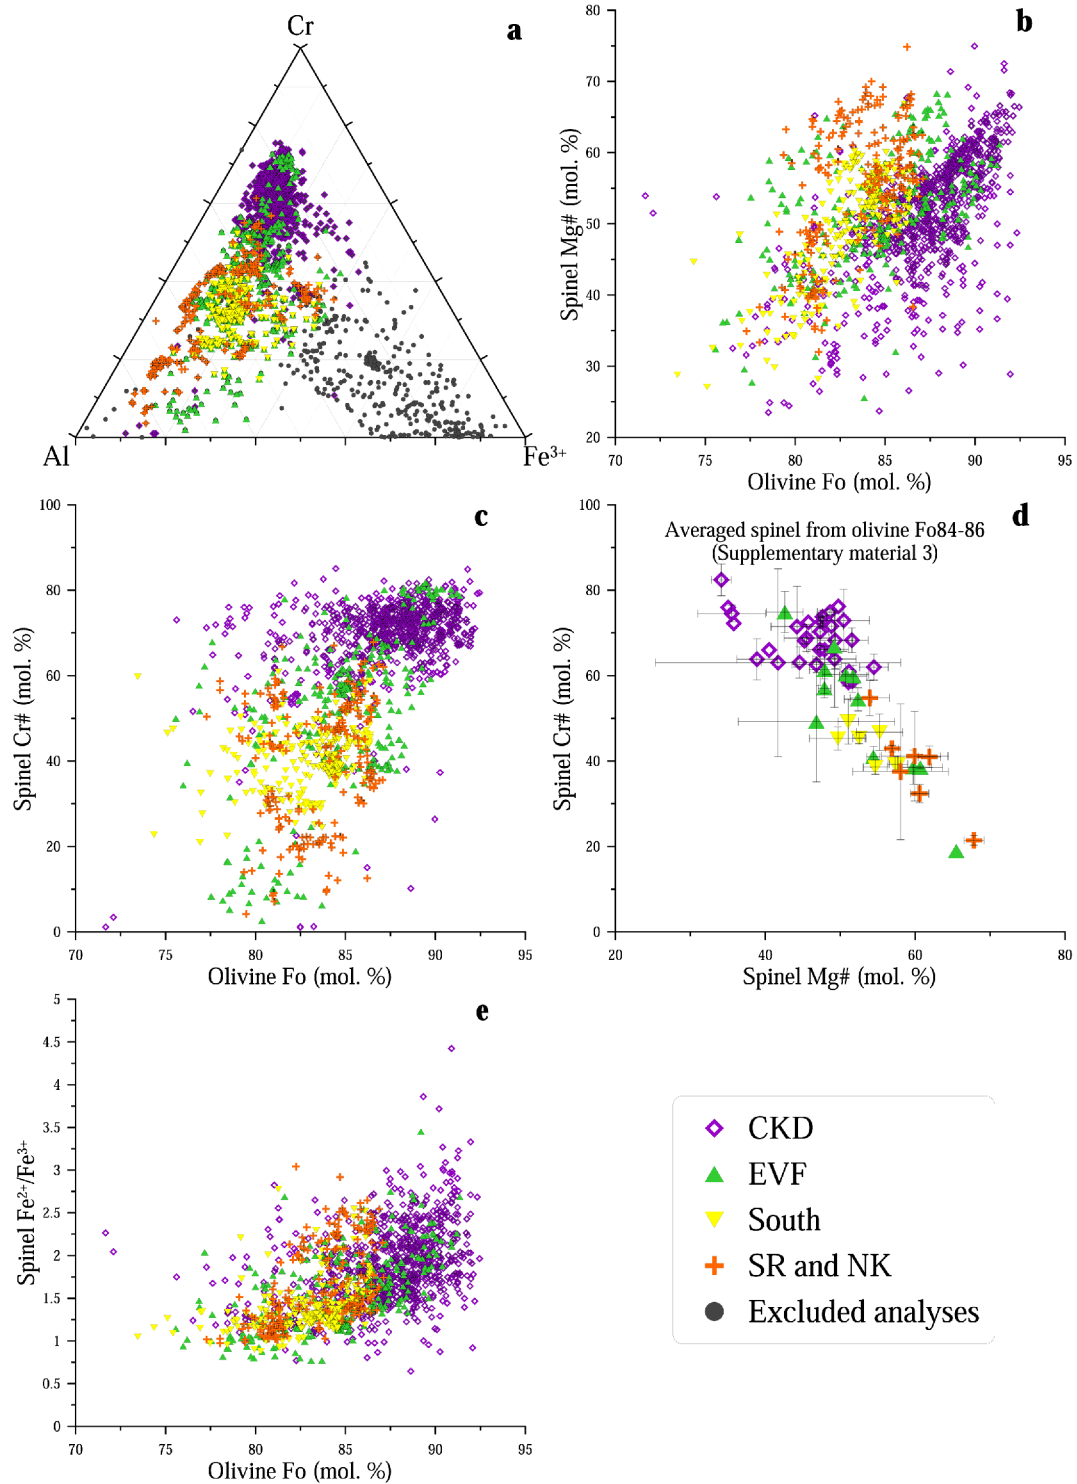 Cr
a
Al
Fe³⁺
b
80
70
60
50
40
30
20
70
75
80
85
90
95
Spinel Mg# (mol. %)
Olivine Fo (mol. %)
c
100
80
60
40
20
0
70
75
80
85
90
95
Spinel Cr# (mol. %)
Olivine Fo (mol. %)
d
Averaged spinel from olivine Fo84-86
(Supplementary material 3)
100
80
60
40
20
0
20
40
60
80
Spinel Cr# (mol. %)
Spinel Mg# (mol. %)
e
5
4.5
4
3.5
3
2.5
2
1.5
1
0.5
0
70
75
80
85
90
95
Spinel Fe²⁺/Fe³⁺
Olivine Fo (mol. %)
CKD
EVF
South
SR and NK
Excluded analyses